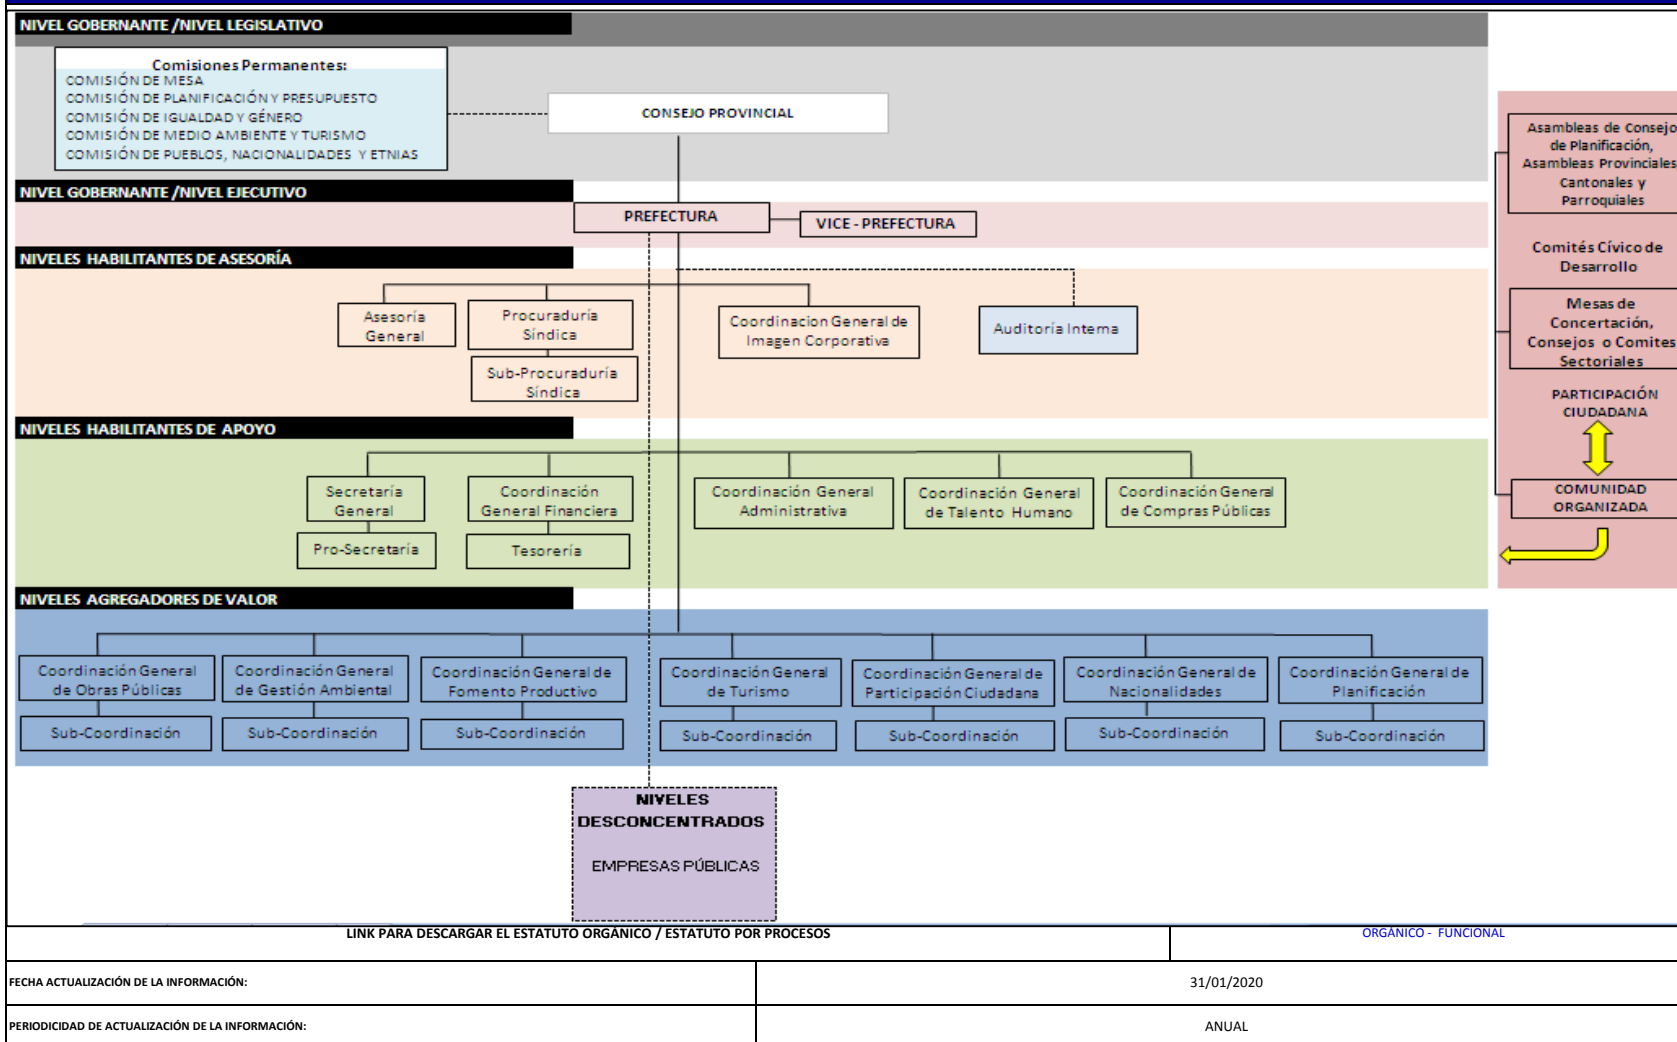 NIVEL GOBERNANTE /NIVEL LEGISLATIVO
Comisiones Permanentes:
COMISIÓN DE MESA
COMISIÓN DE PLANIFICACIÓN Y PRESUPUESTO
COMISIÓN DE IGUALDAD Y GÉNERO
COMISIÓN DE MEDIO AMBIENTE Y TURISMO
COMISIÓN DE PUEBLOS, NACIONALIDADES Y ETNIAS
CONSEJO PROVINCIAL
NIVEL GOBERNANTE /NIVEL EJECUTIVO
PREFECTURA
VICE - PREFECTURA
NIVELES HABILITANTES DE ASESORÍA
Asesoría
General
Procuraduría
Síndica
Sub-Procuraduría
Síndica
Coordinacion General de
Imagen Corporativa
Auditoría Interna
NIVELES HABILITANTES DE APOYO
Secretaría
General
Pro-Secretaría
Coordinación
General Financiera
Tesorería
Coordinación General
Administrativa
Coordinación General
de Talento Humano
Coordinación General
de Compras Públicas
NIVELES AGREGADORES DE VALOR
Coordinación General
de Obras Públicas
Sub-Coordinación
Coordinación General
de Gestión Ambiental
Sub-Coordinación
Coordinación General de
Fomento Productivo
Sub-Coordinación
Coordinación General
de Turismo
Sub-Coordinación
Coordinación General de
Participación Ciudadana
Sub-Coordinación
Coordinación General de
Nacionalidades
Sub-Coordinación
Coordinación General de
Planificación
Sub-Coordinación
NIVELES
DESCONCENTRADOS
EMPRESAS PÚBLICAS
Asambleas de Consejo
de Planificación,
Asambleas Provinciales
Cantonales y
Parroquiales
Comités Cívico de
Desarrollo
Mesas de
Concertación,
Consejos o Comites
Sectoriales
PARTICIPACIÓN
CIUDADANA
COMUNIDAD
ORGANIZADA
LINK PARA DESCARGAR EL ESTATUTO ORGÁNICO / ESTATUTO POR PROCESOS
ORGÁNICO - FUNCIONAL
FECHA ACTUALIZACIÓN DE LA INFORMACIÓN:
31/01/2020
PERIODICIDAD DE ACTUALIZACIÓN DE LA INFORMACIÓN:
ANUAL